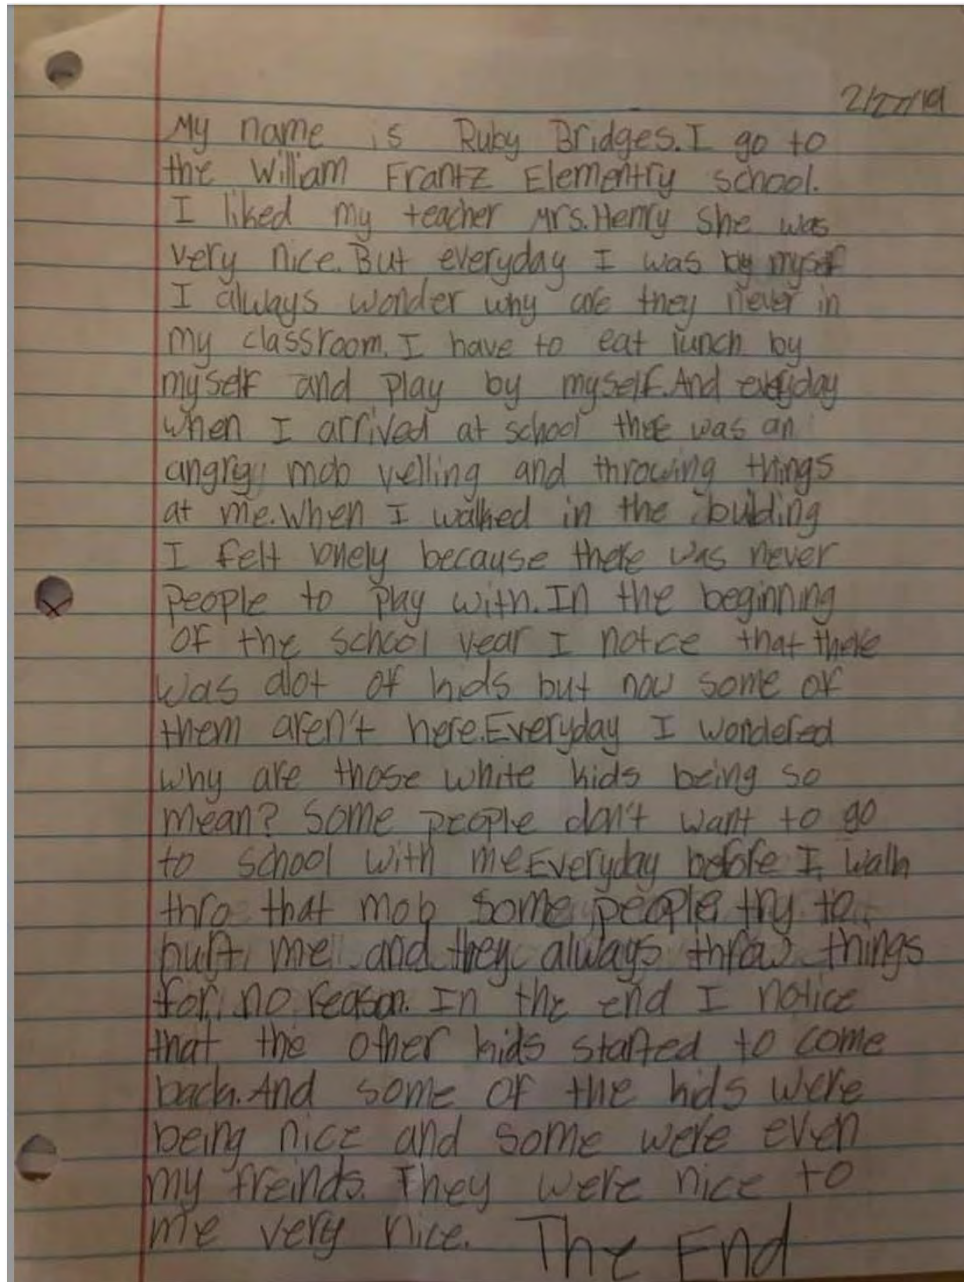 2/27/19
My name is Ruby Bridges. I go to
the William Frantz Elementry school.
I liked my teacher Mrs. Henry she was
very nice. But everyday I was by myself
I always wonder why are they never in
my classroom. I have to eat lunch by
myself and play by myself. And everyday
when I arrived at school there was an
angry mob yelling and throwing things
at me. When I walked in the building
I felt lonely because there was never
people to play with. In the beginning
of the school year I notice that there
was alot of kids but now some of
them aren't here. Everyday I wondered
why are those white kids being so
mean? Some people don't want to go
to school with me Everyday before I walk
thro that mob some people try to
hurt me and they always throw things
for no reason. In the end I notice
that the other kids started to come
back. And some of the kids were
being nice and some were even
my freinds. They were nice to
me very nice. The End